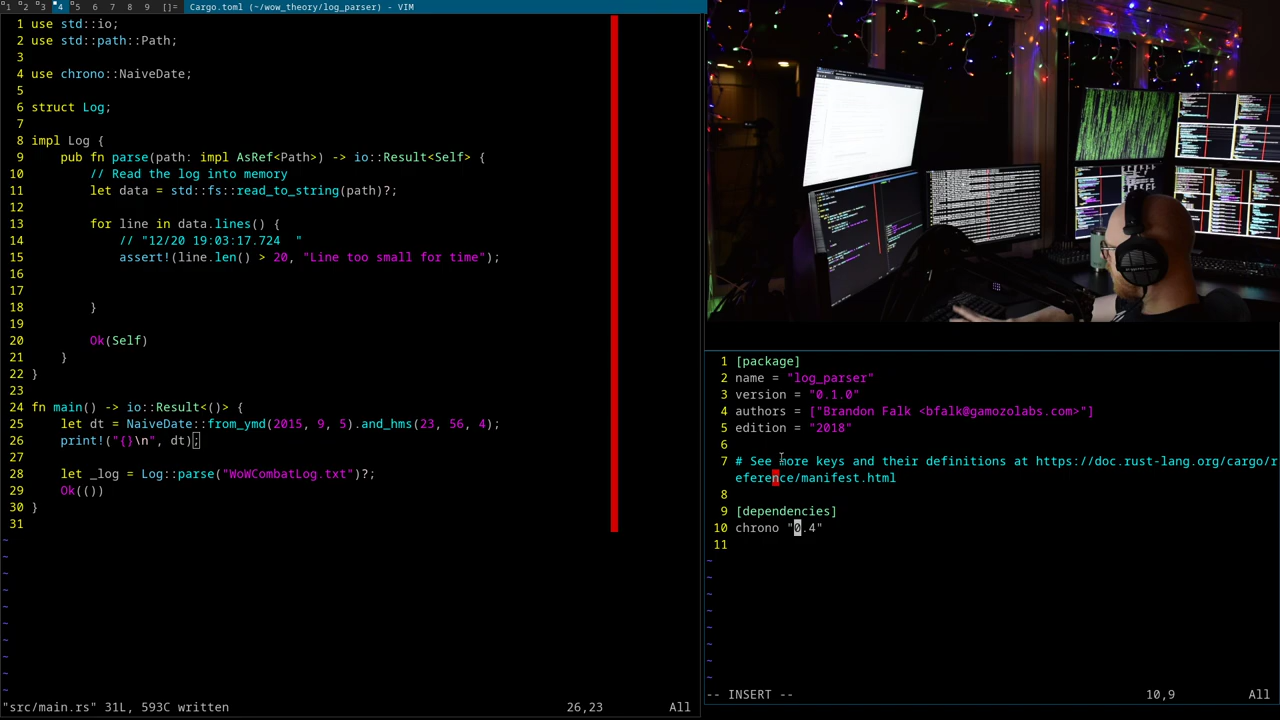 1 2 3 4 5 6 7 8 9 []= Cargo.toml (~/wow_theory/log_parser) - VIM
1 use std::io;
2 use std::path::Path;
3
4 use chrono::NaiveDate;
5
6 struct Log;
7
8 impl Log {
9     pub fn parse(path: impl AsRef<Path>) -> io::Result<Self> {
10         // Read the log into memory
11         let data = std::fs::read_to_string(path)?;
12
13         for line in data.lines() {
14             // "12/20 19:03:17.724  "
15             assert!(line.len() > 20, "Line too small for time");
16
17
18         }
19
20         Ok(Self)
21     }
22 }
23
24 fn main() -> io::Result<()> {
25     let dt = NaiveDate::from_ymd(2015, 9, 5).and_hms(23, 56, 4);
26     print!("{}\n", dt);
27
28     let _log = Log::parse("WoWCombatLog.txt")?;
29     Ok(())
30 }
31
~
~
~
~
~
~
~
~
~
~
"src/main.rs" 31L, 593C written 26,23 All
1 [package]
2 name = "log_parser"
3 version = "0.1.0"
4 authors = ["Brandon Falk <bfalk@gamozolabs.com>"]
5 edition = "2018"
6
7 # See more keys and their definitions at https://doc.rust-lang.org/cargo/r
eference/manifest.html
8
9 [dependencies]
10 chrono "0.4"
11
~
~
~
~
~
~
~
~
-- INSERT -- 10,9 All